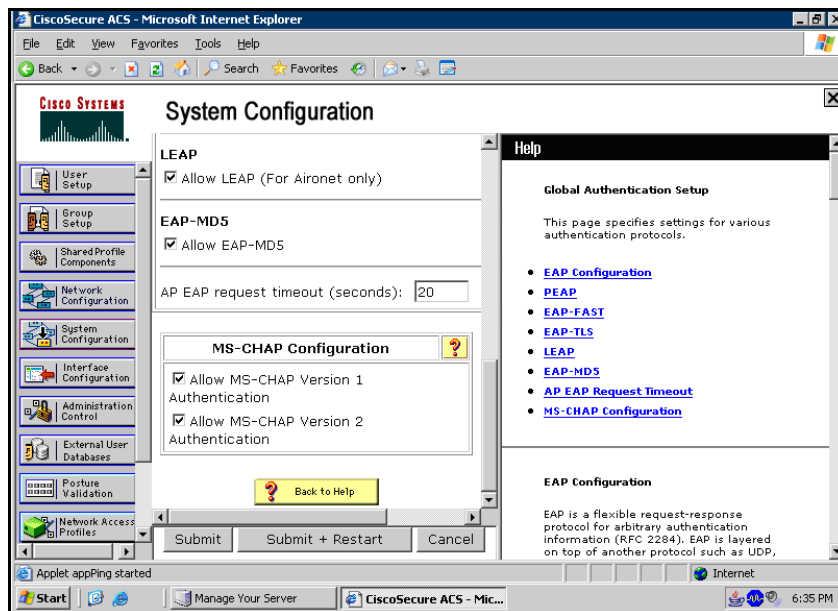 CiscoSecure ACS - Microsoft Internet Explorer
File Edit View Favorites Tools Help
Back Search Favorites
CISCO SYSTEMS
System Configuration
User Setup
Group Setup
Shared Profile Components
Network Configuration
System Configuration
Interface Configuration
Administration Control
External User Databases
Posture Validation
Network Access Profiles
LEAP
Allow LEAP (For Aironet only)
EAP-MD5
Allow EAP-MD5
AP EAP request timeout (seconds): 20
MS-CHAP Configuration ?
Allow MS-CHAP Version 1
Authentication
Allow MS-CHAP Version 2
Authentication
? Back to Help
Submit Submit + Restart Cancel
Help
Global Authentication Setup
This page specifies settings for various
authentication protocols.
EAP Configuration
PEAP
EAP-FAST
EAP-TLS
LEAP
EAP-MD5
AP EAP Request Timeout
MS-CHAP Configuration
EAP Configuration
EAP is a flexible request-response
protocol for arbitrary authentication
information (RFC 2284). EAP is layered
on top of another protocol such as UDP,
Applet appPing started Internet
Start Manage Your Server CiscoSecure ACS - Mic... 6:35 PM